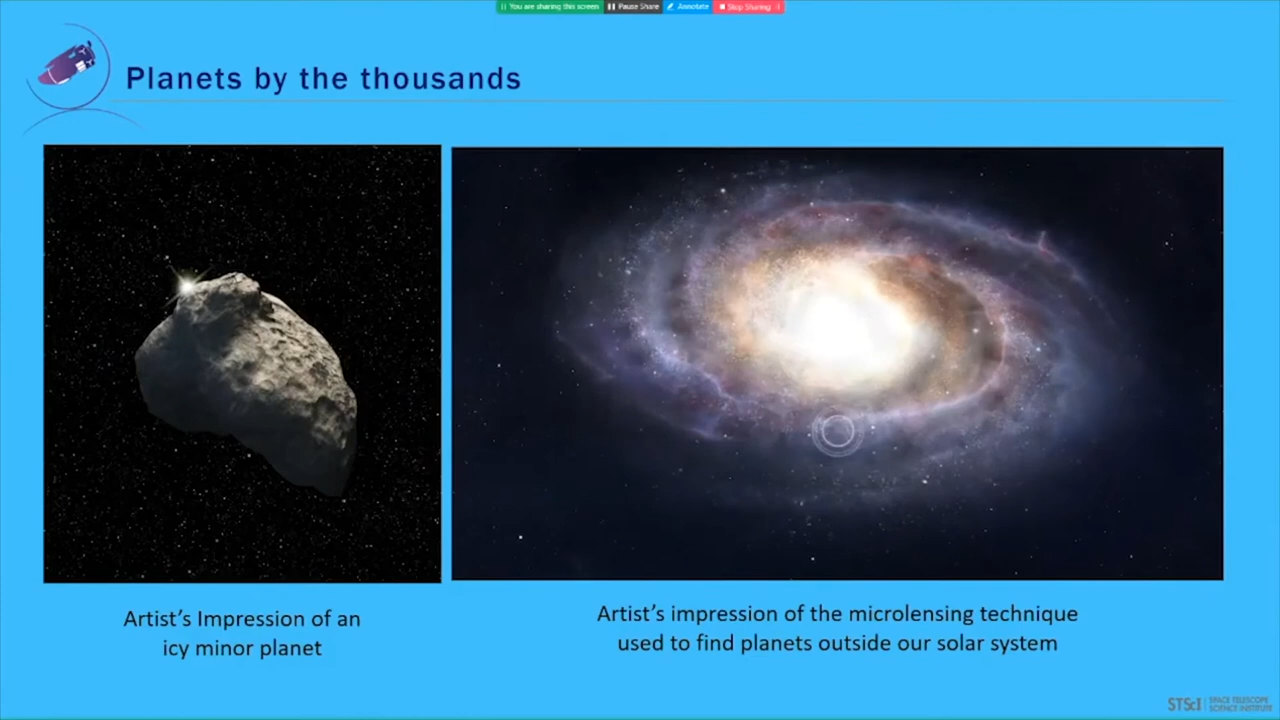 You are sharing this screen
Pause Share
Annotate
Stop Sharing
Planets by the thousands
Artist's Impression of an
icy minor planet
Artist's impression of the microlensing technique
used to find planets outside our solar system
STScI
SPACE TELESCOPE
SCIENCE INSTITUTE